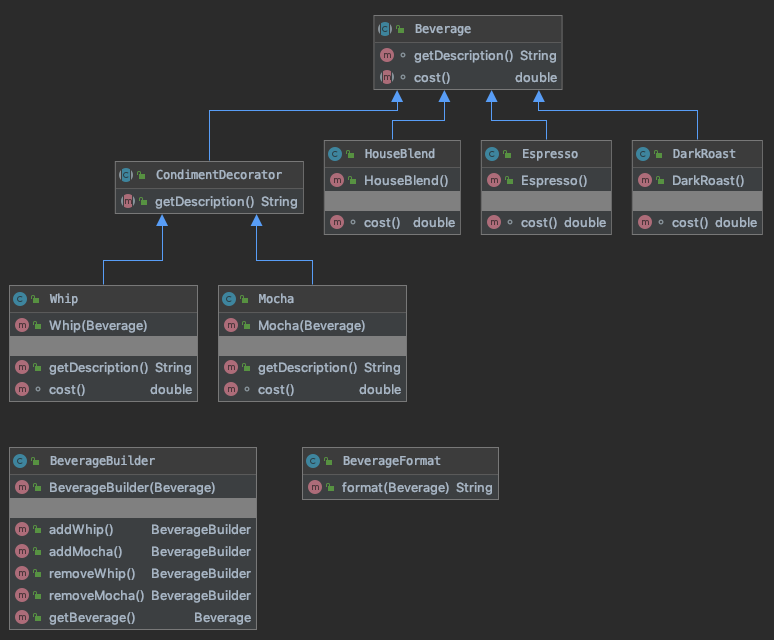 Beverage
getDescription() String
cost() double
CondimentDecorator
getDescription() String
HouseBlend
HouseBlend()
cost() double
Espresso
Espresso()
cost() double
DarkRoast
DarkRoast()
cost() double
Whip
Whip(Beverage)
getDescription() String
cost() double
Mocha
Mocha(Beverage)
getDescription() String
cost() double
BeverageBuilder
BeverageBuilder(Beverage)
addWhip() BeverageBuilder
addMocha() BeverageBuilder
removeWhip() BeverageBuilder
removeMocha() BeverageBuilder
getBeverage() Beverage
BeverageFormat
format(Beverage) String